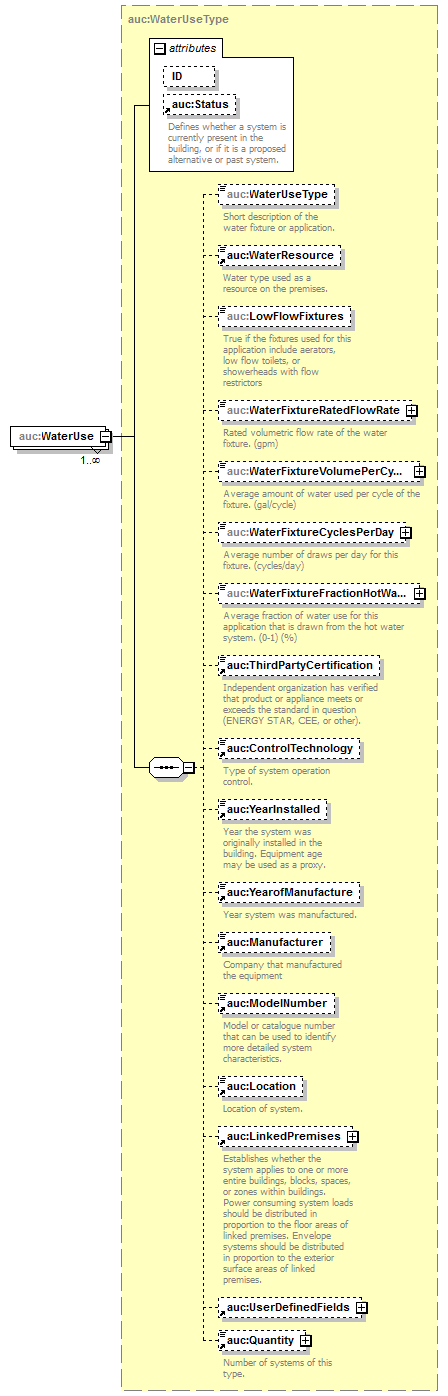 auc:WaterUseType
attributes
ID
auc:Status
Defines whether a system is
currently present in the
building, or if it is a proposed
alternative or past system.
auc:WaterUseType
Short description of the
water fixture or application.
auc:WaterResource
Water type used as a
resource on the premises.
auc:LowFlowFixtures
True if the fixtures used for this
application include aerators,
low flow toilets, or
showerheads with flow
restrictors
auc:WaterFixtureRatedFlowRate
Rated volumetric flow rate of the water
fixture. (gpm)
auc:WaterUse
1..∞
auc:WaterFixtureVolumePerCy...
Average amount of water used per cycle of the
fixture. (gal/cycle)
auc:WaterFixtureCyclesPerDay
Average number of draws per day for this
fixture. (cycles/day)
auc:WaterFixtureFractionHotWa...
Average fraction of water use for this
application that is drawn from the hot water
system. (0-1) (%)
auc:ThirdPartyCertification
Independent organization has verified
that product or appliance meets or
exceeds the standard in question
(ENERGY STAR, CEE, or other).
auc:ControlTechnology
Type of system operation
control.
auc:YearInstalled
Year the system was
originally installed in the
building. Equipment age
may be used as a proxy.
auc:YearofManufacture
Year system was manufactured.
auc:Manufacturer
Company that manufactured
the equipment
auc:ModelNumber
Model or catalogue number
that can be used to identify
more detailed system
characteristics.
auc:Location
Location of system.
auc:LinkedPremises
Establishes whether the
system applies to one or more
entire buildings, blocks, spaces,
or zones within buildings.
Power consuming system loads
should be distributed in
proportion to the floor areas of
linked premises. Envelope
systems should be distributed
in proportion to the exterior
surface areas of linked
premises.
auc:UserDefinedFields
auc:Quantity
Number of systems of this
type.